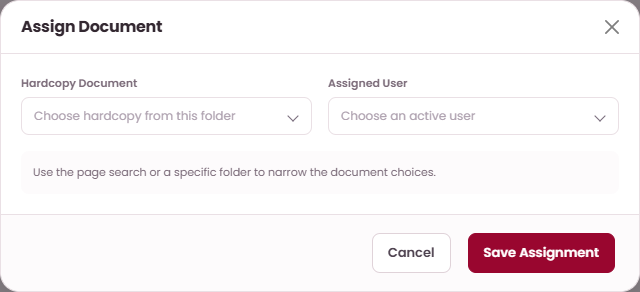 Assign Document
Hardcopy Document
Assigned User
Choose hardcopy from this folder
Choose an active user
Use the page search or a specific folder to narrow the document choices.
Cancel
Save Assignment